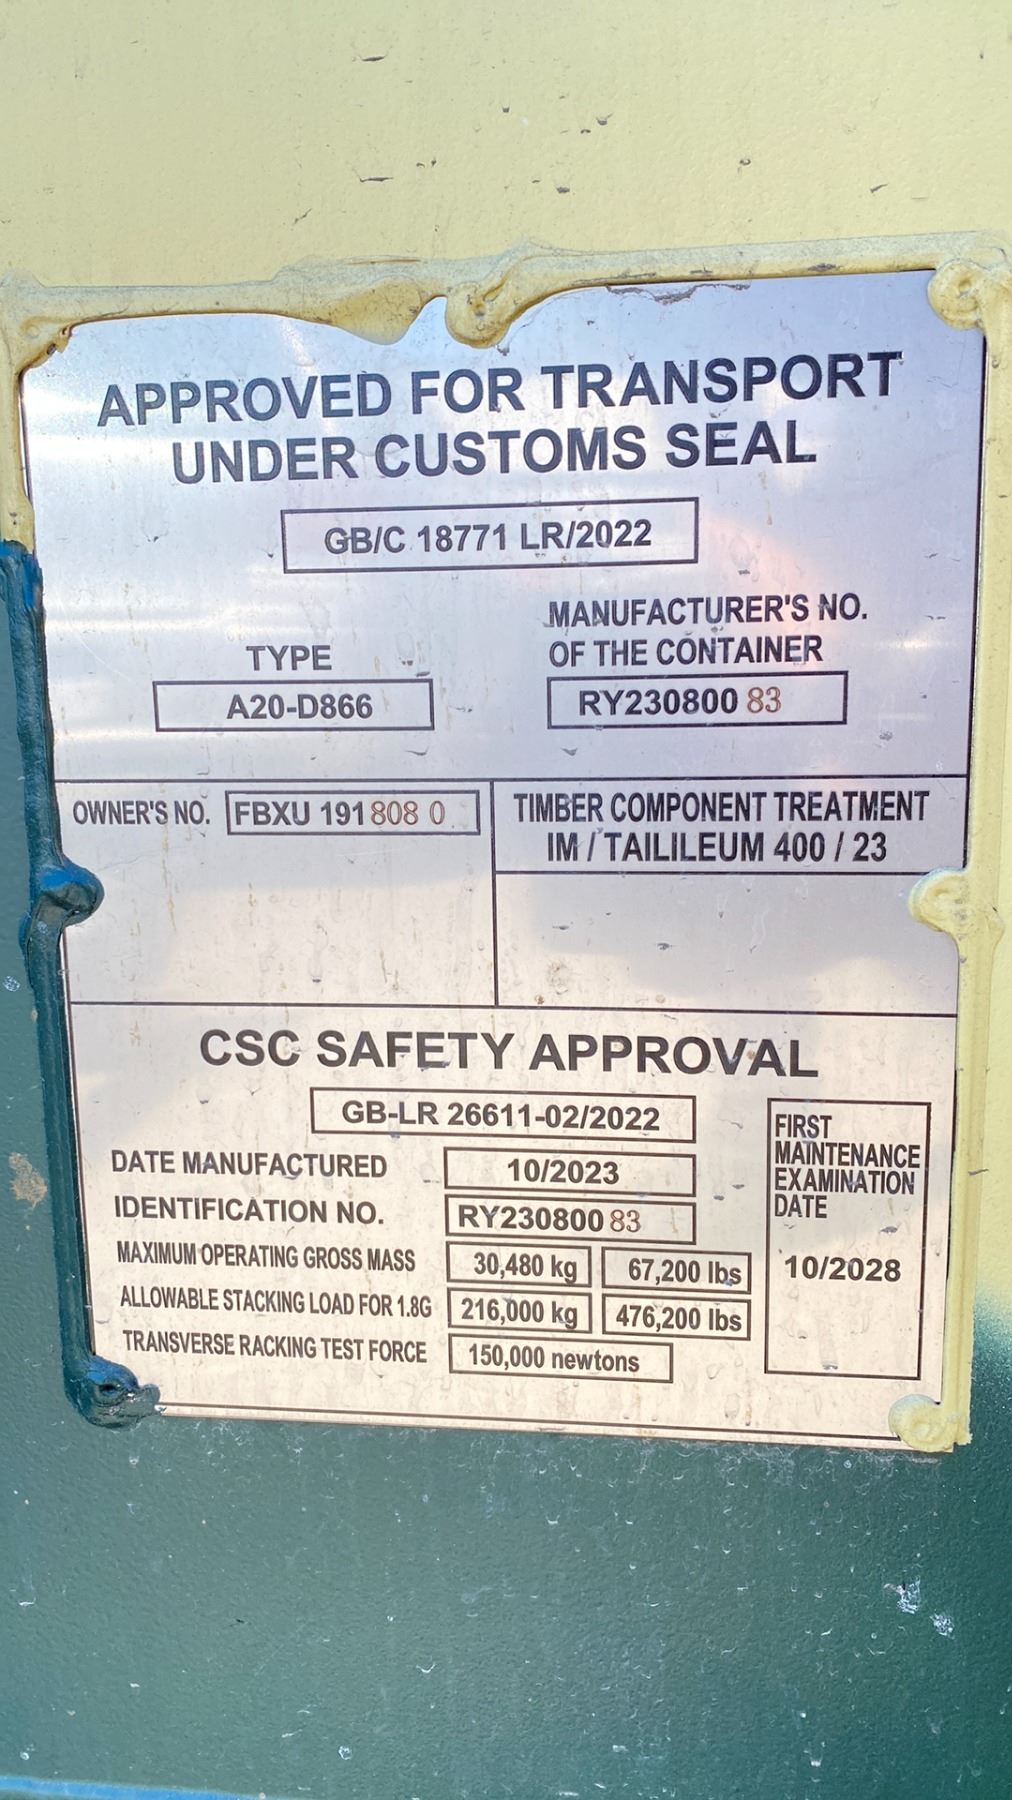 APPROVED FOR TRANSPORT
UNDER CUSTOMS SEAL
GB/C 18771 LR/2022
TYPE
A20-D866
MANUFACTURER'S NO.
OF THE CONTAINER
RY230800 83
OWNER'S NO. FBXU 191 808 0
TIMBER COMPONENT TREATMENT
IM / TAILILEUM 400 / 23
CSC SAFETY APPROVAL
GB-LR 26611-02/2022
DATE MANUFACTURED 10/2023
IDENTIFICATION NO. RY230800 83
MAXIMUM OPERATING GROSS MASS 30,480 kg 67,200 lbs
ALLOWABLE STACKING LOAD FOR 1.8G 216,000 kg 476,200 lbs
TRANSVERSE RACKING TEST FORCE 150,000 newtons
FIRST
MAINTENANCE
EXAMINATION
DATE
10/2028